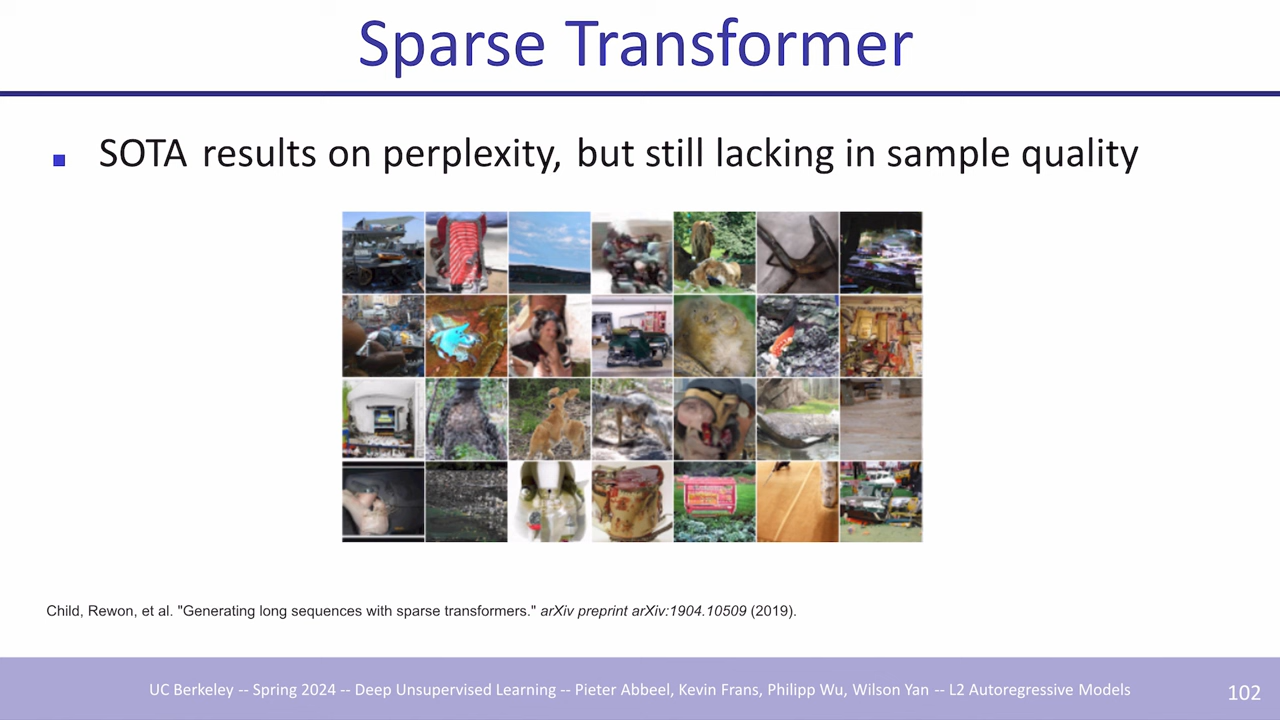 Sparse Transformer
SOTA results on perplexity, but still lacking in sample quality
Child, Rewon, et al. "Generating long sequences with sparse transformers." arXiv preprint arXiv:1904.10509 (2019).
UC Berkeley -- Spring 2024 -- Deep Unsupervised Learning -- Pieter Abbeel, Kevin Frans, Philipp Wu, Wilson Yan -- L2 Autoregressive Models
102